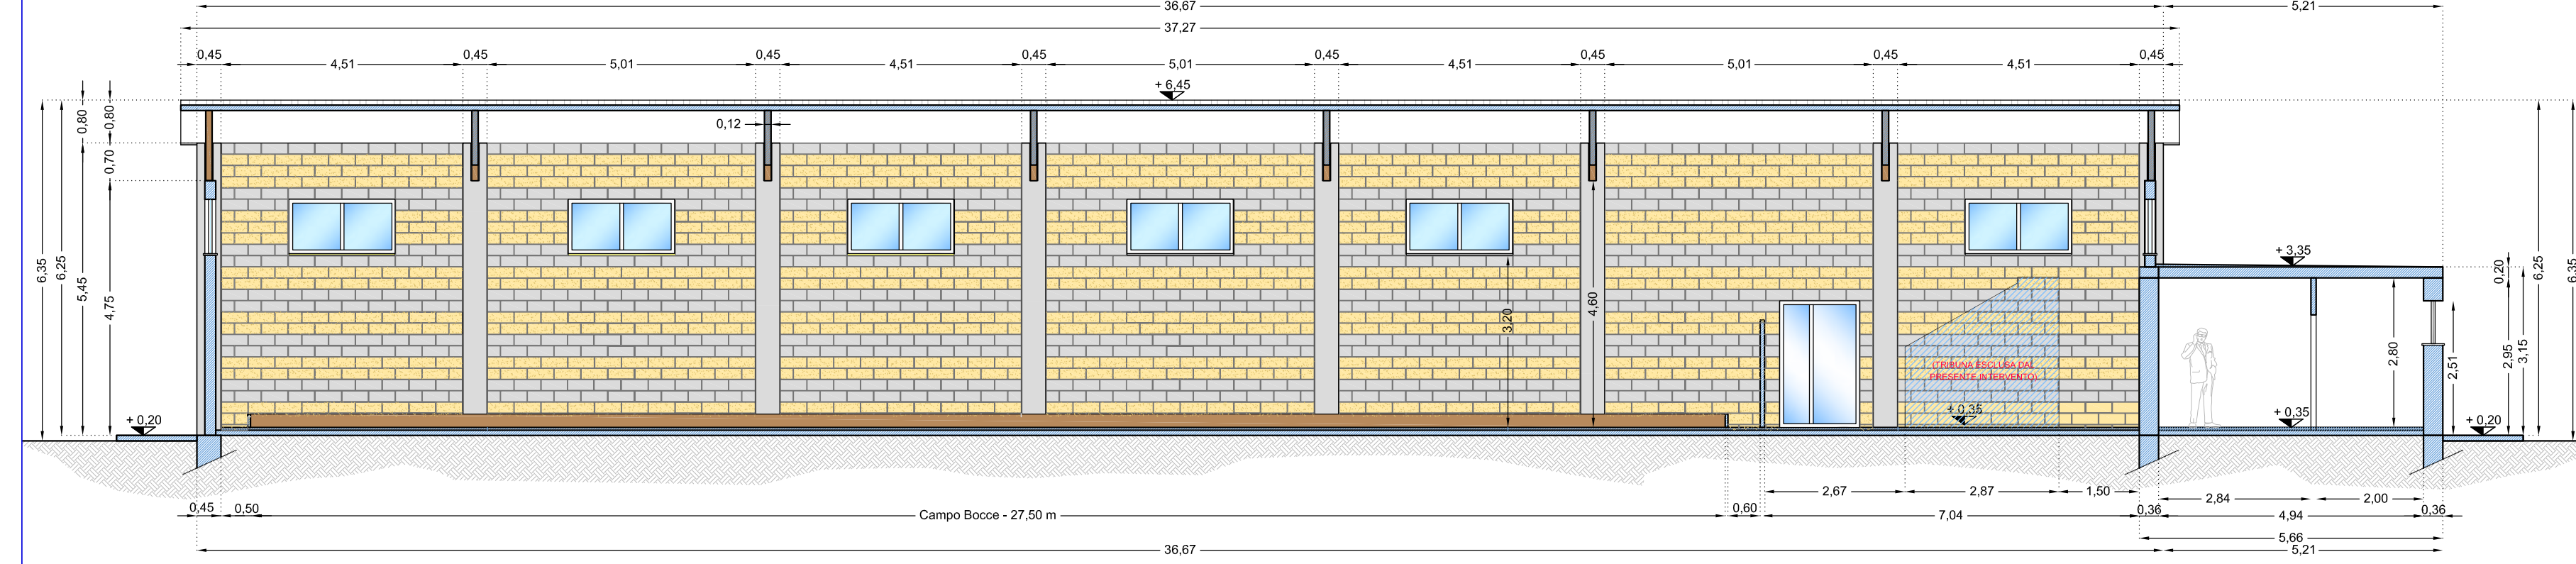 36,67 5,21
37,27
0,45 0,45 0,45 0,45 0,45 0,45 0,45 0,45
4,51 5,01 4,51 5,01 4,51 5,01 4,51
+ 6,45
0,12
0,80 0,80
0,70
6,35 6,25 5,45 4,75
+ 3,35
0,20
6,25 6,35
3,20 4,60
(TRIBUNA ESCLUSA DAL
PRESENTE INTERVENTO)
2,80 2,51 2,95 3,15
+ 0,20 + 0,35 + 0,35 + 0,20
2,67 2,87 1,50 2,84 2,00
0,45 0,50 Campo Bocce - 27,50 m 0,60 7,04 0,36 4,94 0,36
5,66
36,67 5,21